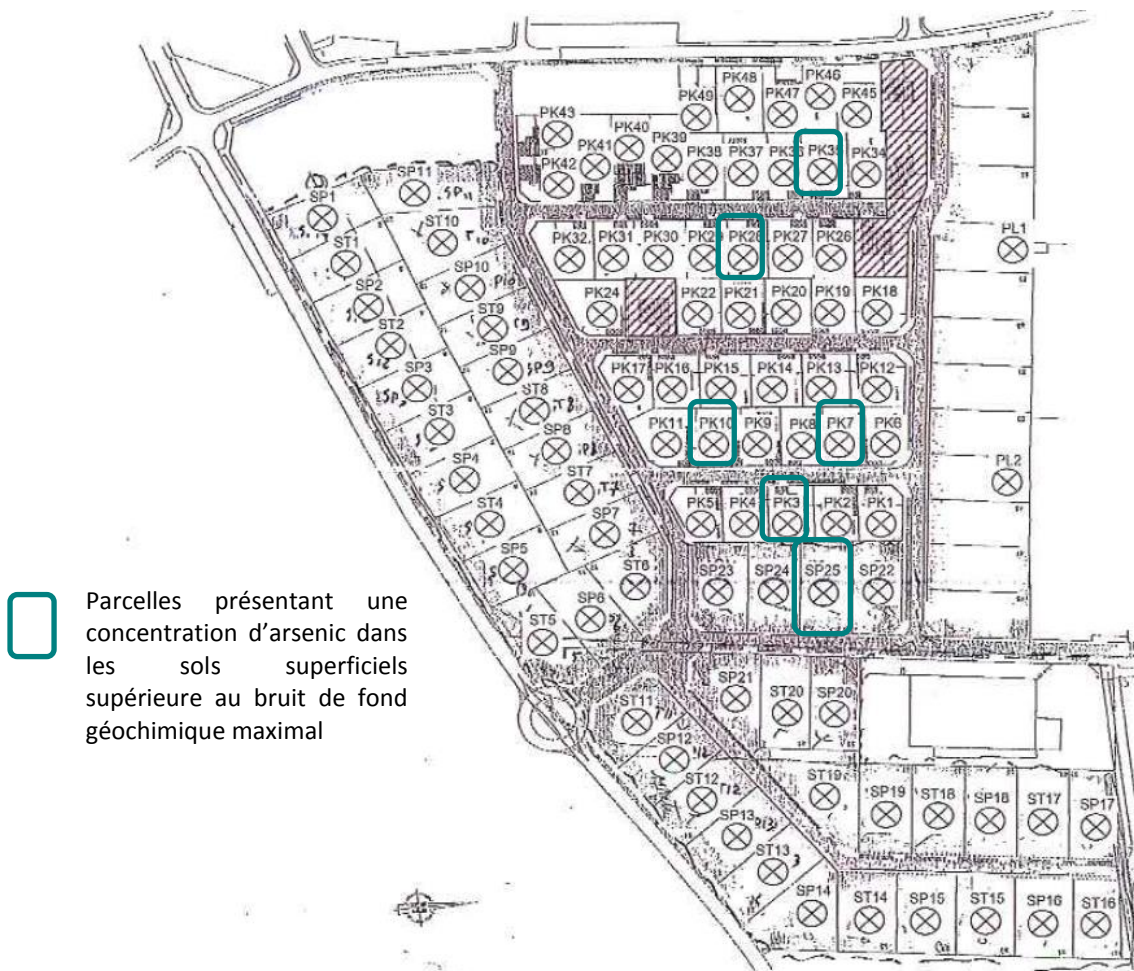 PK48
PK46
PK47
PK45
PK49
PK43
PK40
PK39
PK41
PK42
PK38
PK37
PK35
PK34
SP11
SP1
ST10
ST1
SP10
SP2
ST9
ST2
SP9
SP3
ST8
ST3
SP8
SP4
ST7
ST4
SP7
SP5
ST6
SP6
ST5
PK32
PK31
PK30
PK27
PK26
PL1
PK24
PK22
PK21
PK20
PK19
PK18
PK17
PK16
PK15
PK14
PK13
PK12
PK11
PK10
PK9
PK8
PK7
PK6
PL2
PK5
PK4
PK3
PK2
PK1
SP23
SP24
SP25
SP22
Parcelles présentant une
concentration d’arsenic dans
les sols superficiels
supérieure au bruit de fond
géochimique maximal
SP21
ST20
SP20
ST11
SP12
ST12
SP13
ST13
SP14
ST19
SP19
ST18
SP18
ST17
SP17
ST14
SP15
ST15
SP16
ST16